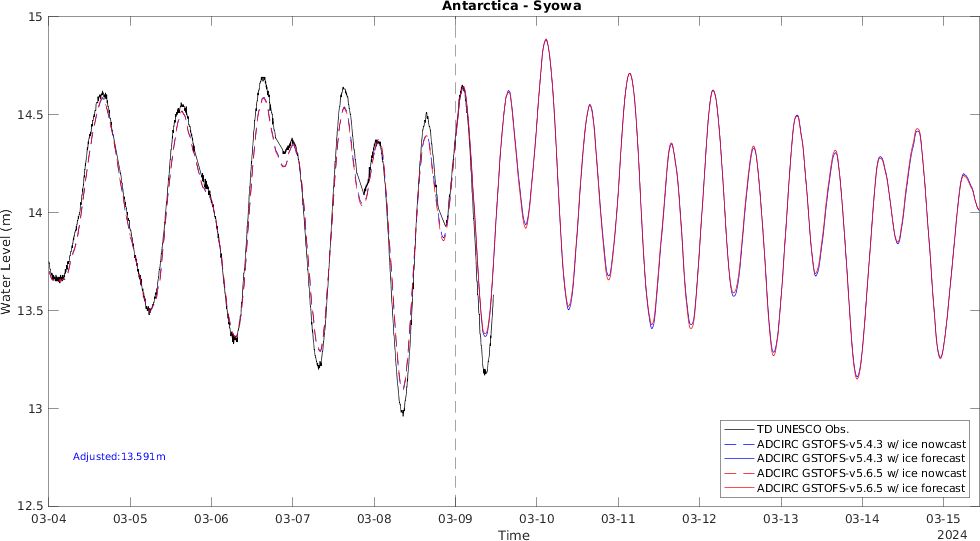 Antarctica - Syowa
15
14.5
14
13.5
13
12.5
Water Level (m)
Adjusted:13.591m
TD UNESCO Obs.
ADCIRC GSTOFS-v5.4.3 w/ ice nowcast
ADCIRC GSTOFS-v5.4.3 w/ ice forecast
ADCIRC GSTOFS-v5.6.5 w/ ice nowcast
ADCIRC GSTOFS-v5.6.5 w/ ice forecast
03-04 03-05 03-06 03-07 03-08 03-09 03-10 03-11 03-12 03-13 03-14 03-15
Time
2024